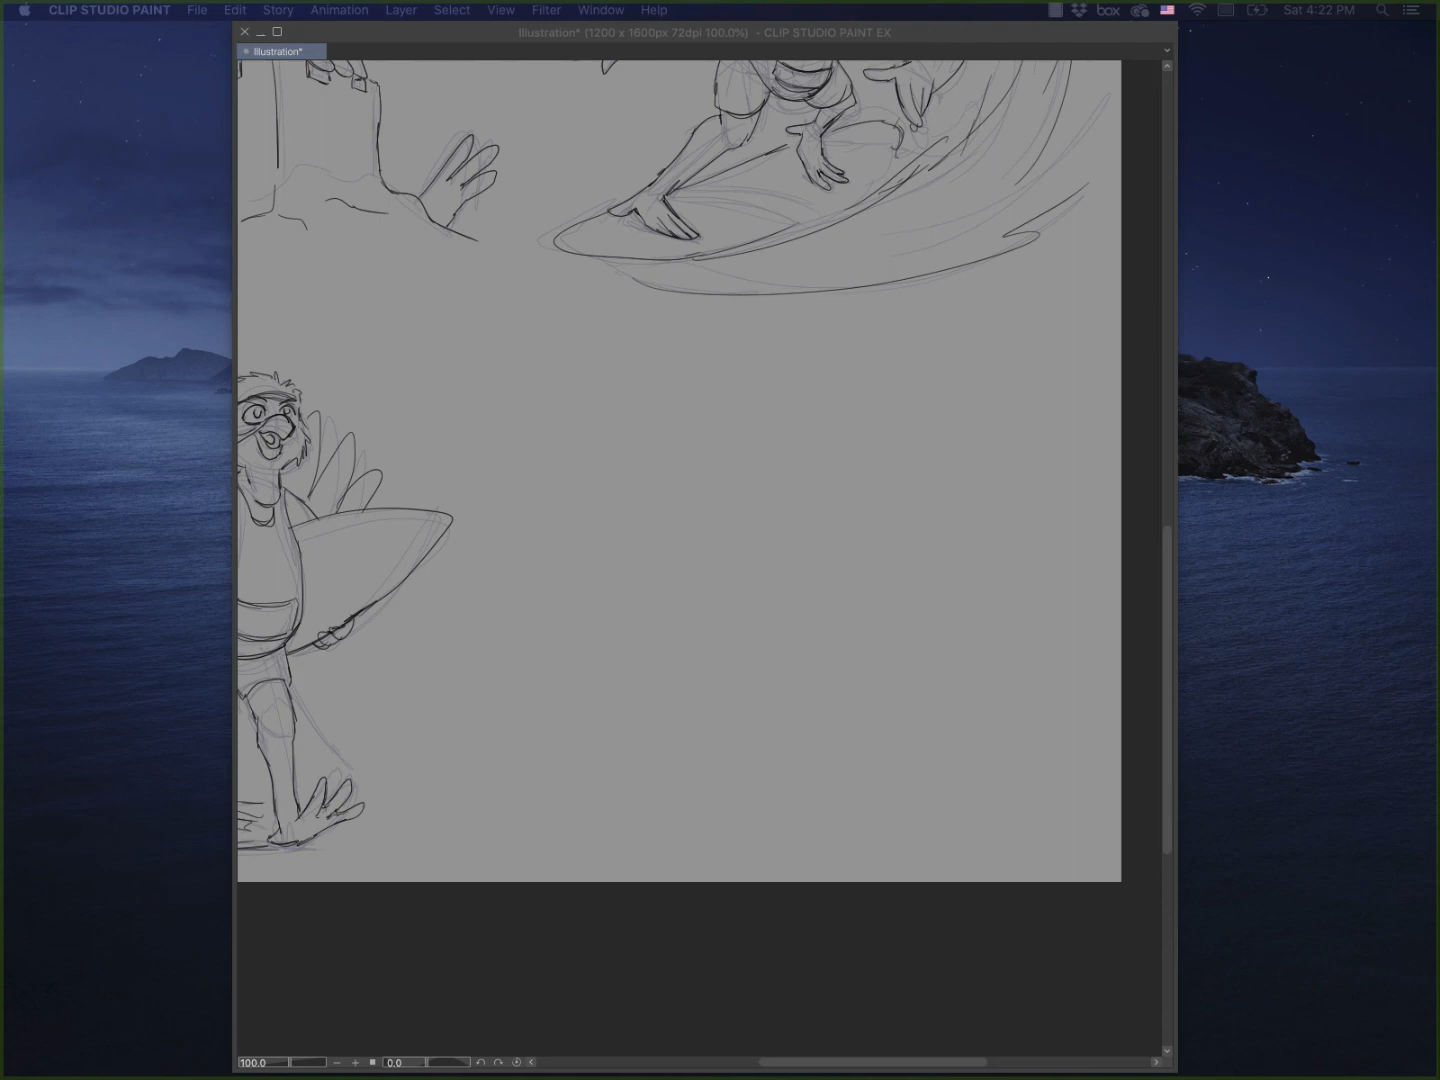 CLIP STUDIO PAINT File Edit Story Animation Layer Select View Filter Window Help box Sat 4:22 PM
Illustration* (1200 x 1600px 72dpi 100.0%) - CLIP STUDIO PAINT EX
Illustration*
100.0 0.0